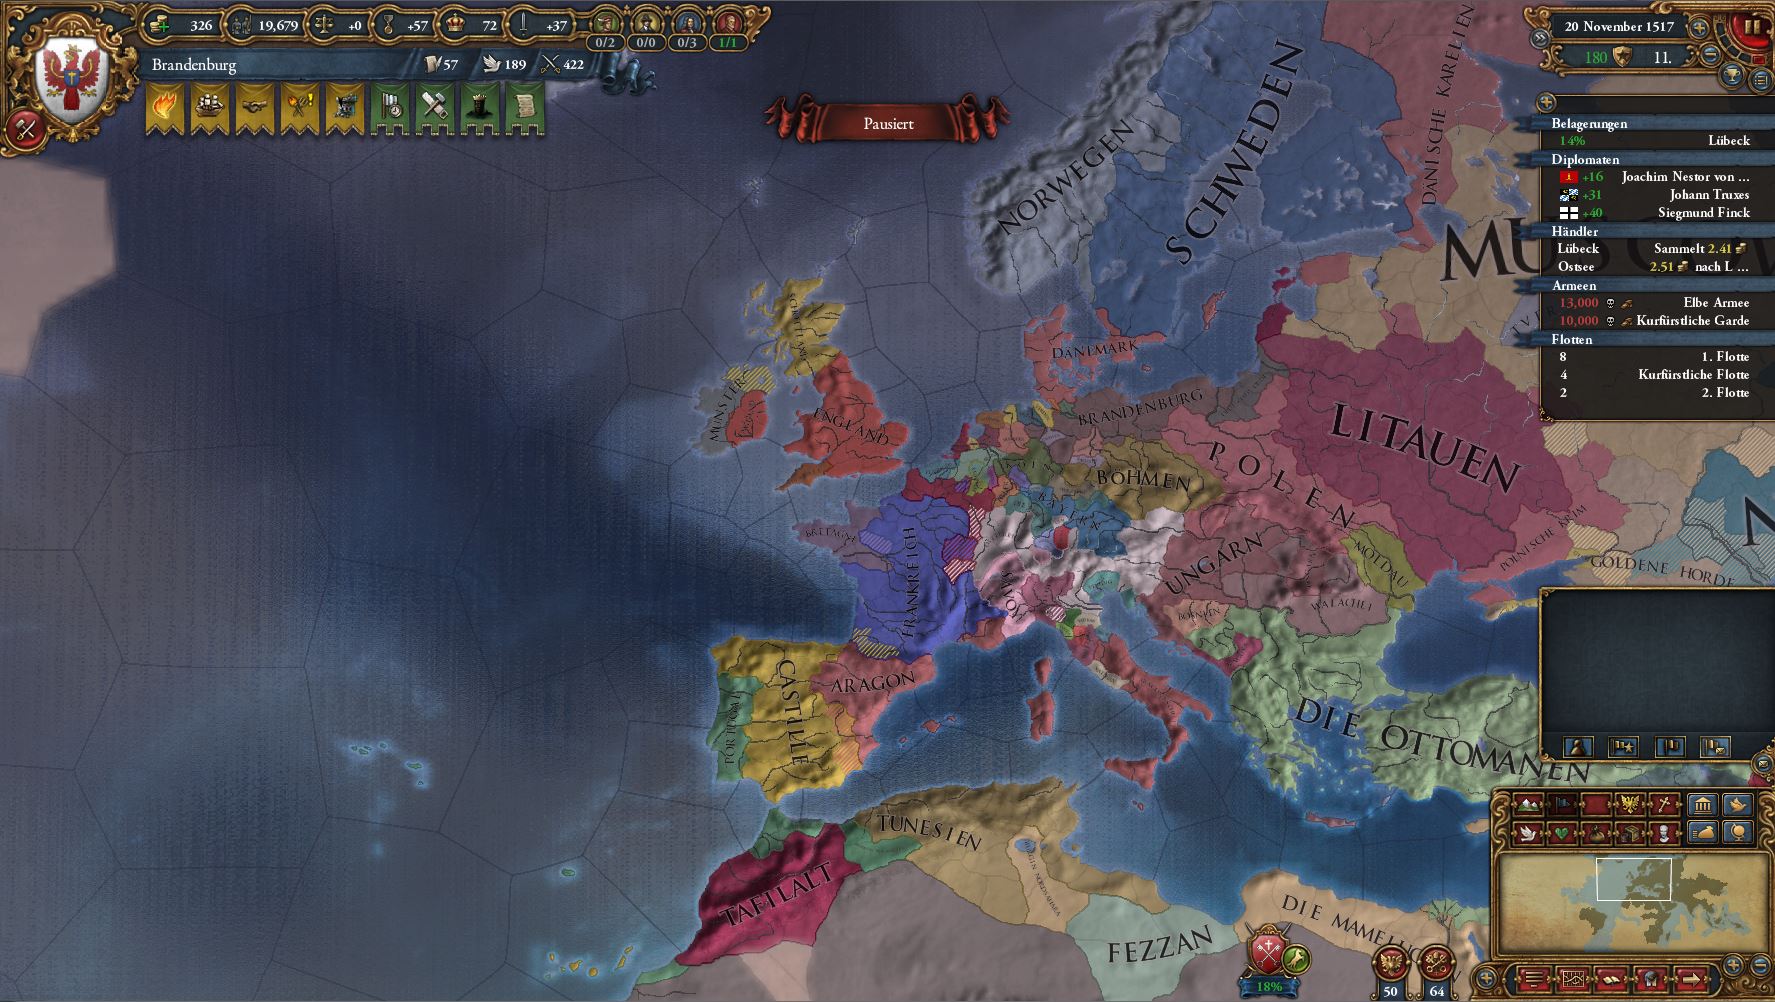 326
19,679
+0
+57
72
+37
0/2
0/0
0/3
1/1
Brandenburg
57
189
422
Pausiert
20 November 1517
180
11.
Belagerungen
14% Lübeck
Diplomaten
+16 Joachim Nestor von ...
+31 Johann Truxes
+40 Siegmund Finck
Händler
Lübeck Sammelt 2.41
Ostsee 2.51 nach L ...
Armeen
13,000 Elbe Armee
10,000 Kurfürstliche Garde
Flotten
8 1. Flotte
4 Kurfürstliche Flotte
2 2. Flotte
NORWEGEN
SCHWEDEN
DÄNISCHE KARELIEN
SCHOTTLAND
DÄNEMARK
MUNSTER
ENGLAND
BRANDENBURG
LITAUEN
POLEN
BÖHMEN
BAYERN
BRETAGNE
FRANKREICH
UNGARN
MOLDAU
POLNISCHE KRIM
GOLDENE HORDE
SAVOY
BOSNIEN
WALACHEI
CASTILE
ARAGON
PORTUGAL
DIE OTTOMANEN
TUNESIEN
TAFILALT
FEZZAN
DIE MAMELUCK
18%
50
64